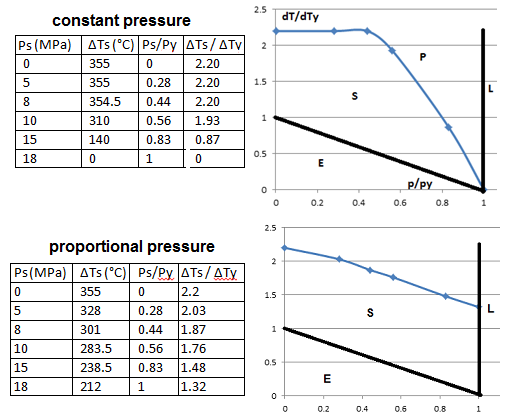 constant pressure
Ps (MPa) ΔTs (°C) Ps/Py ΔTs / ΔTy
0 355 0 2.20
5 355 0.28 2.20
8 354.5 0.44 2.20
10 310 0.56 1.93
15 140 0.83 0.87
18 0 1 0
2.5
dT/dTy
2
1.5
1
0.5
0
P
S
L
E
p/py
0 0.2 0.4 0.6 0.8 1
proportional pressure
Ps (MPa) ΔTs (°C) Ps/Py ΔTs / ΔTy
0 355 0 2.2
5 328 0.28 2.03
8 301 0.44 1.87
10 283.5 0.56 1.76
15 238.5 0.83 1.48
18 212 1 1.32
2.5
2
1.5
1
0.5
0
S
L
E
0 0.2 0.4 0.6 0.8 1